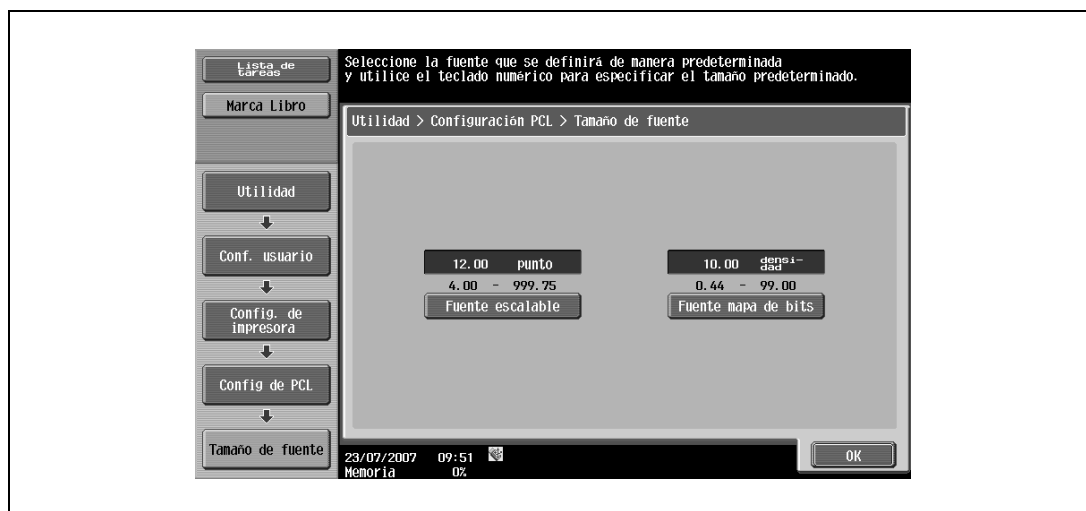 Lista de
tareas
Marca Libro
Utilidad
Conf. usuario
Config. de
impresora
Config de PCL
Tamaño de fuente
Seleccione la fuente que se definirá de manera predeterminada
y utilice el teclado numérico para especificar el tamaño predeterminado.
Utilidad > Configuración PCL > Tamaño de fuente
12.00 punto
4.00 - 999.75
Fuente escalable
10.00 densi-
dad
0.44 - 99.00
Fuente mapa de bits
23/07/2007 09:51
Memoria 0%
OK